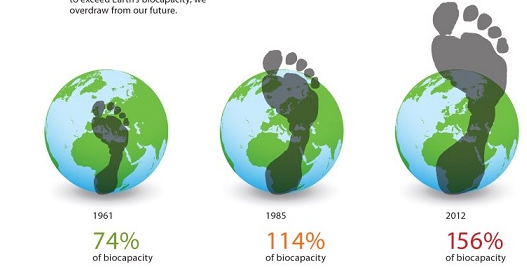 to exceed Earth's biocapacity, we
overdraw from our future.
1961
1985
2012
74%
114%
156%
of biocapacity
of biocapacity
of biocapacity